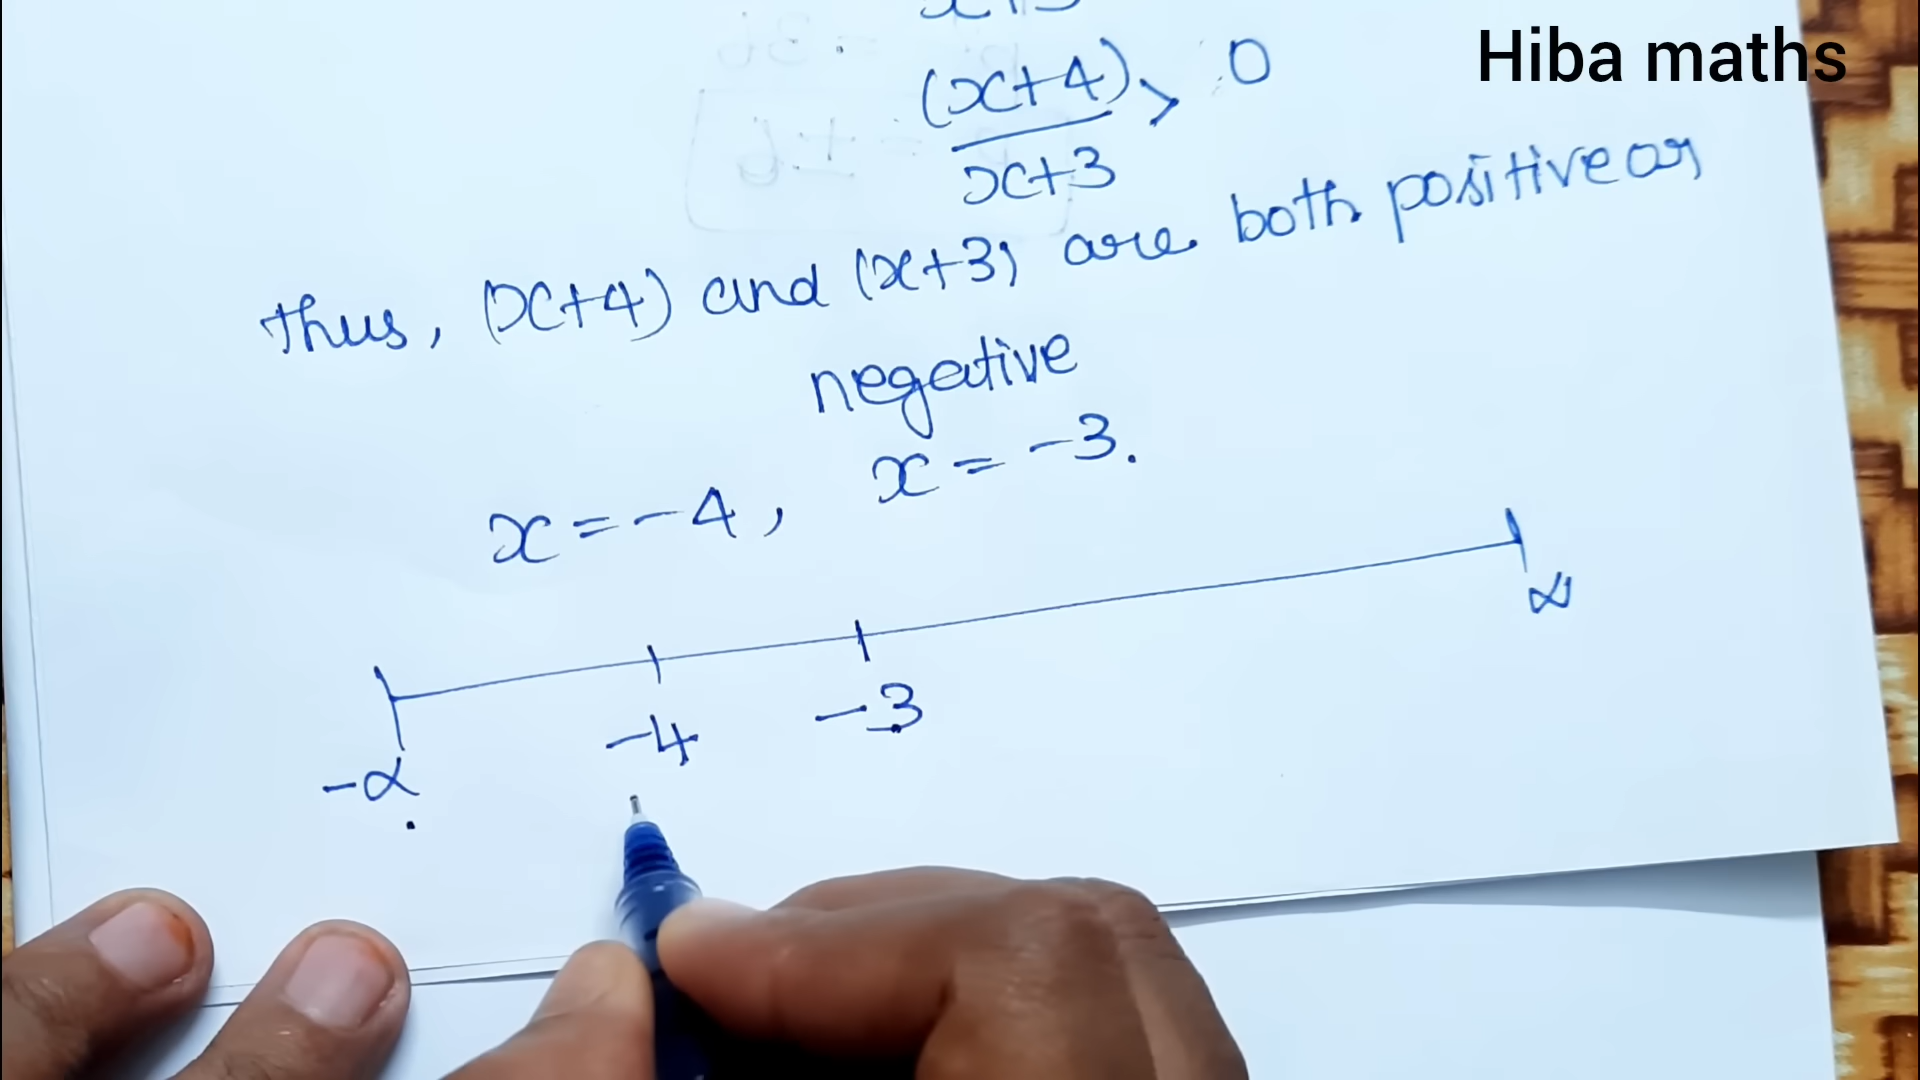 Hiba maths
(x+4) > 0
x+3
Thus, (x+4) and (x+3) are both positive or
negative
x = -4, x = -3.
-4 -3 ∞
-∝